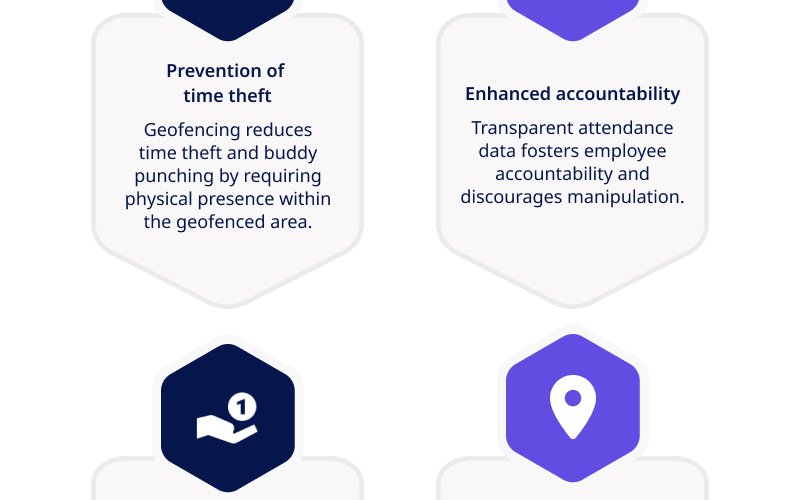 Prevention of
time theft
Geofencing reduces
time theft and buddy
punching by requiring
physical presence within
the geofenced area.
Enhanced accountability
Transparent attendance
data fosters employee
accountability and
discourages manipulation.
1